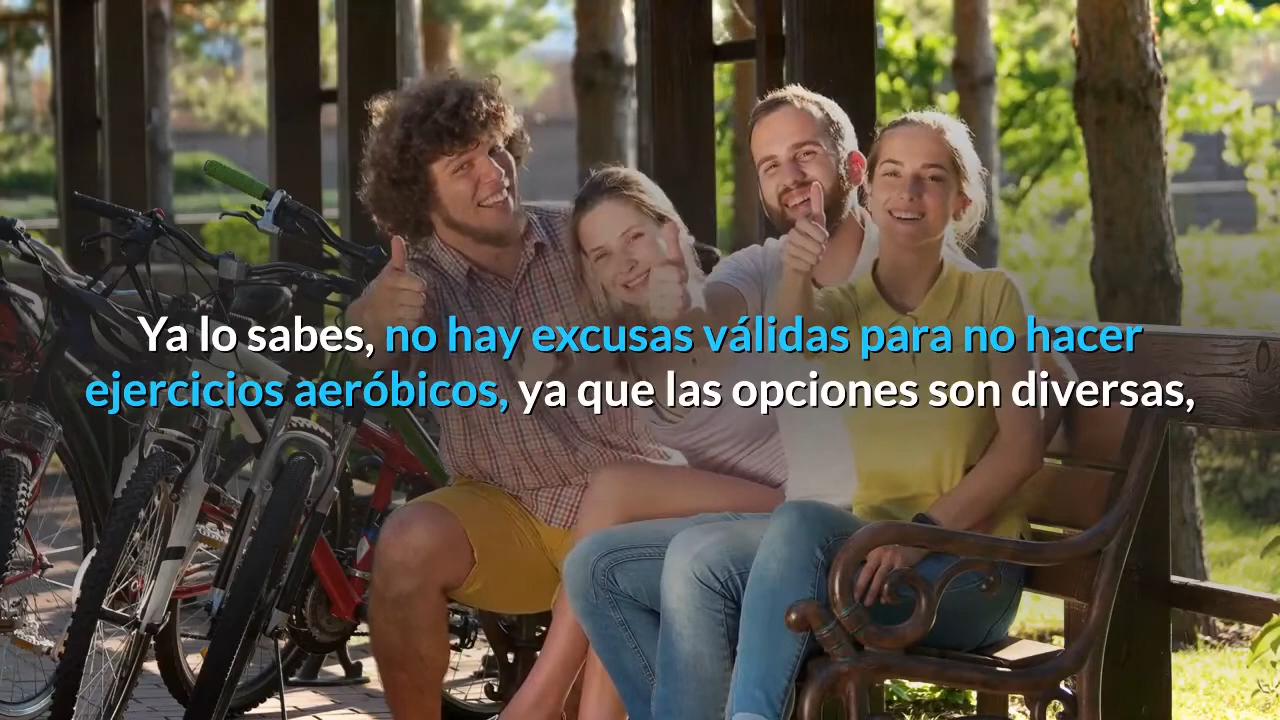 Ya lo sabes, no hay excusas válidas para no hacer
ejercicios aeróbicos, ya que las opciones son diversas,